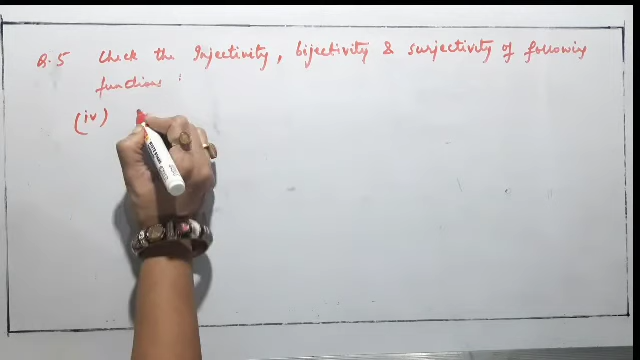 Q.5 Check the Injectivity, bijectivity & surjectivity of following
functions :
(iv)